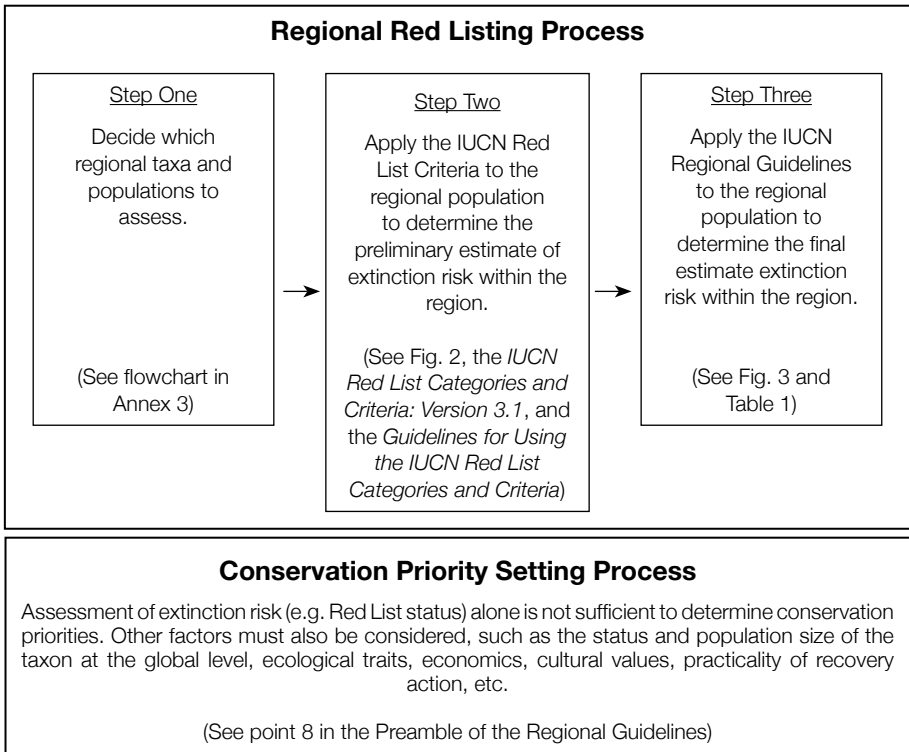 Regional Red Listing Process
Step One
Decide which
regional taxa and
populations to
assess.
(See flowchart in
Annex 3)
Step Two
Apply the IUCN Red
List Criteria to the
regional population
to determine the
preliminary estimate of
extinction risk within the
region.
(See Fig. 2, the IUCN
Red List Categories and
Criteria: Version 3.1, and
the Guidelines for Using
the IUCN Red List
Categories and Criteria)
Step Three
Apply the IUCN
Regional Guidelines
to the regional
population to
determine the final
estimate extinction
risk within the region.
(See Fig. 3 and
Table 1)
Conservation Priority Setting Process
Assessment of extinction risk (e.g. Red List status) alone is not sufficient to determine conservation
priorities. Other factors must also be considered, such as the status and population size of the
taxon at the global level, ecological traits, economics, cultural values, practicality of recovery
action, etc.
(See point 8 in the Preamble of the Regional Guidelines)